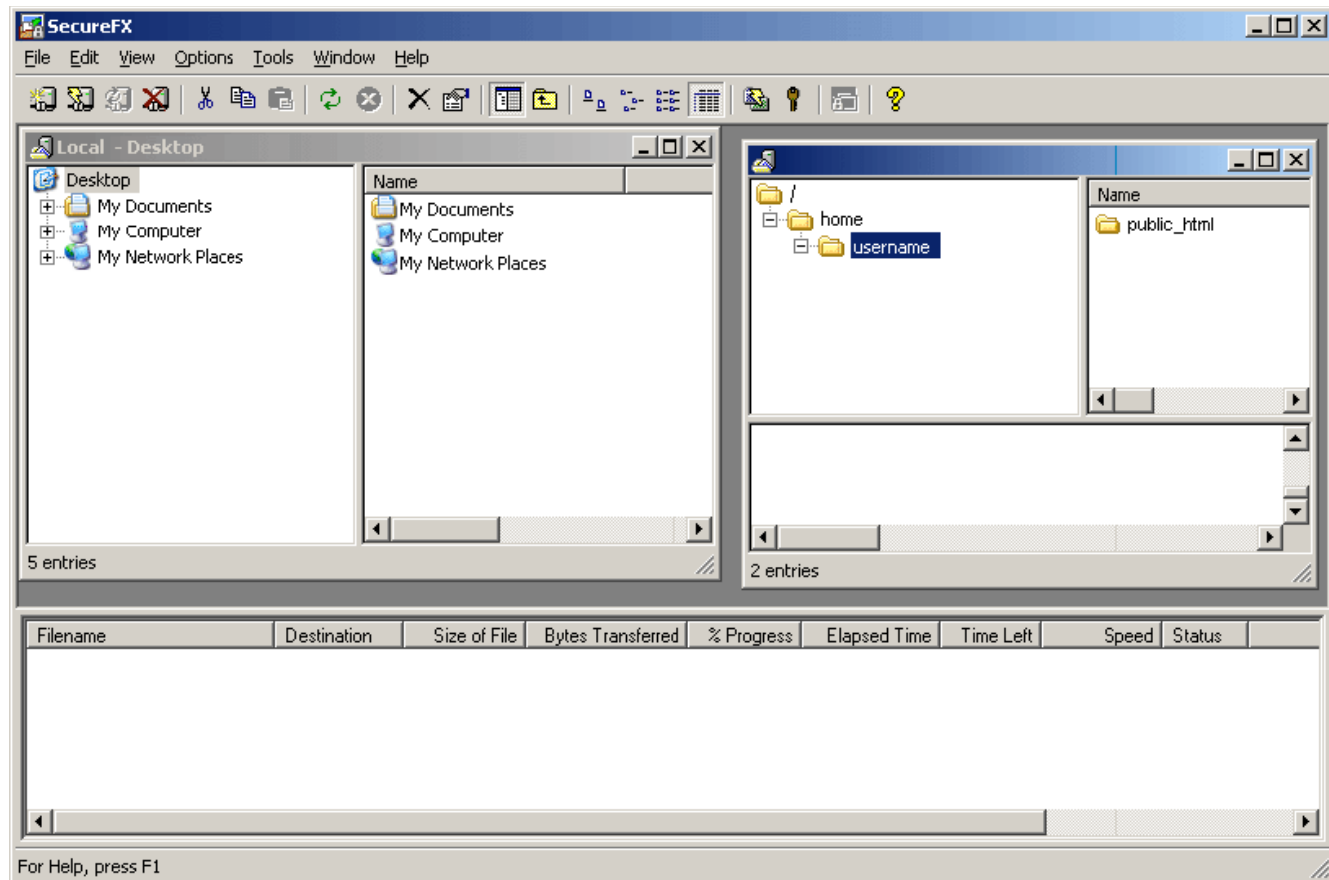 SecureFX
File Edit View Options Tools Window Help
Local - Desktop
Desktop
My Documents
My Computer
My Network Places
Name
My Documents
My Computer
My Network Places
5 entries
/
home
username
Name
public_html
2 entries
Filename Destination Size of File Bytes Transferred % Progress Elapsed Time Time Left Speed Status
For Help, press F1